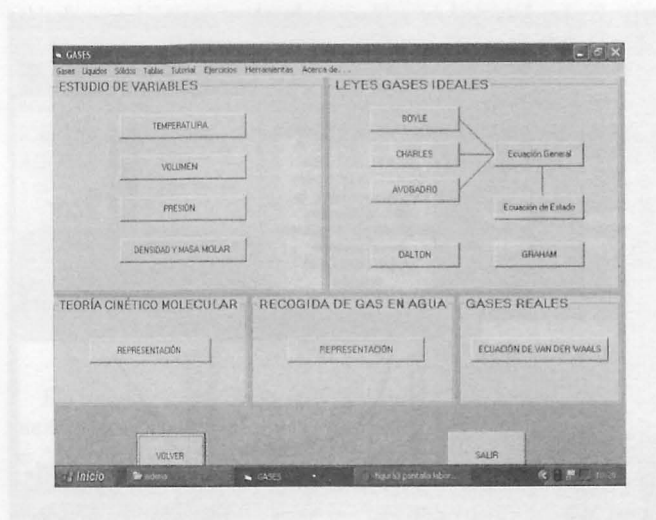 GASES
Gases Líquidos Sólidos Tablas Tutorial Ejercicios Herramientas Acerca de...
ESTUDIO DE VARIABLES
TEMPERATURA
VOLUMÉN
PRESIÓN
DENSIDAD Y MASA MOLAR
LEYES GASES IDEALES
BOYLE
CHARLES
AVOGADRO
Ecuación General
Ecuación de Estado
DALTON
GRAHAM
TEORÍA CINÉTICO MOLECULAR
REPRESENTACIÓN
RECOGIDA DE GAS EN AGUA
REPRESENTACIÓN
GASES REALES
ECUACIÓN DE VAN DER WAALS
VOLVER
SALIR
Inicio
GASES
pantalla